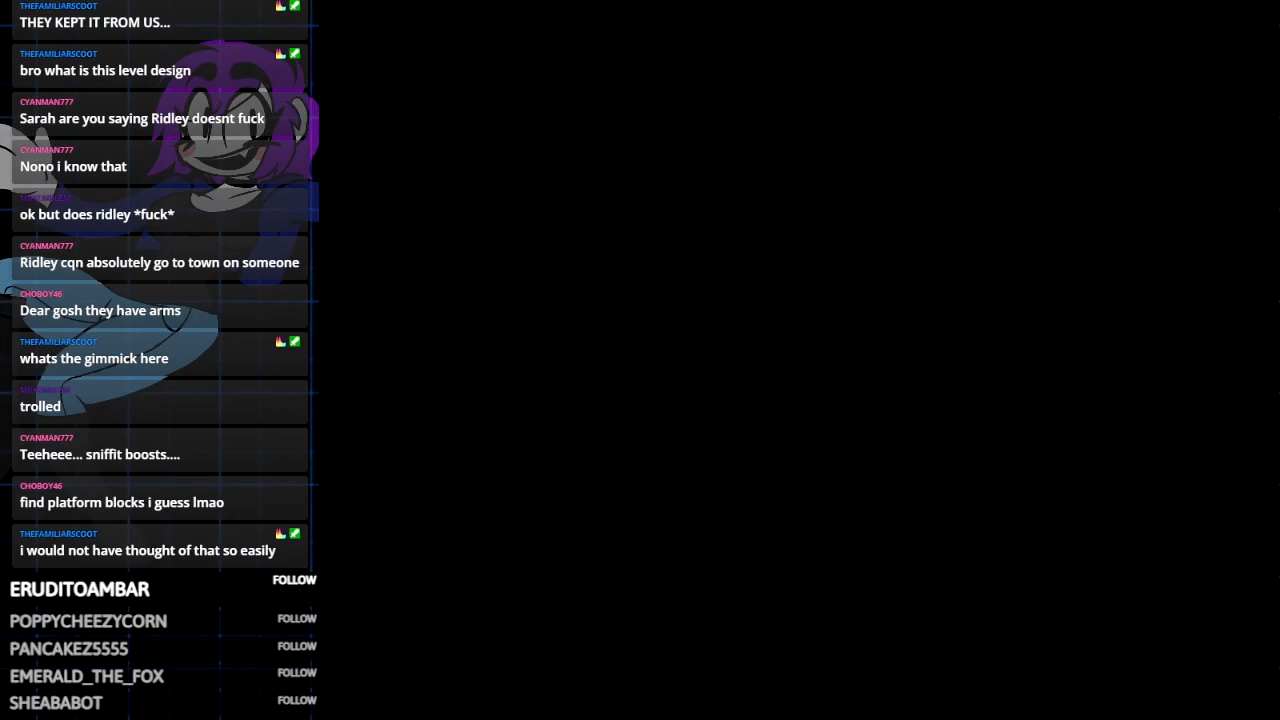 THEFAMILIARSCOOT
THEY KEPT IT FROM US...
THEFAMILIARSCOOT
bro what is this level design
CYANMAN777
Sarah are you saying Ridley doesnt fuck
CYANMAN777
Nono i know that
ok but does ridley *fuck*
CYANMAN777
Ridley cqn absolutely go to town on someone
CHOBOY46
Dear gosh they have arms
THEFAMILIARSCOOT
whats the gimmick here
trolled
CYANMAN777
Teeheee... sniffit boosts....
CHOBOY46
find platform blocks i guess lmao
THEFAMILIARSCOOT
i would not have thought of that so easily
ERUDITOAMBAR FOLLOW
POPPYCHEEZYCORN FOLLOW
PANCAKEZ5555 FOLLOW
EMERALD_THE_FOX FOLLOW
SHEABABOT FOLLOW